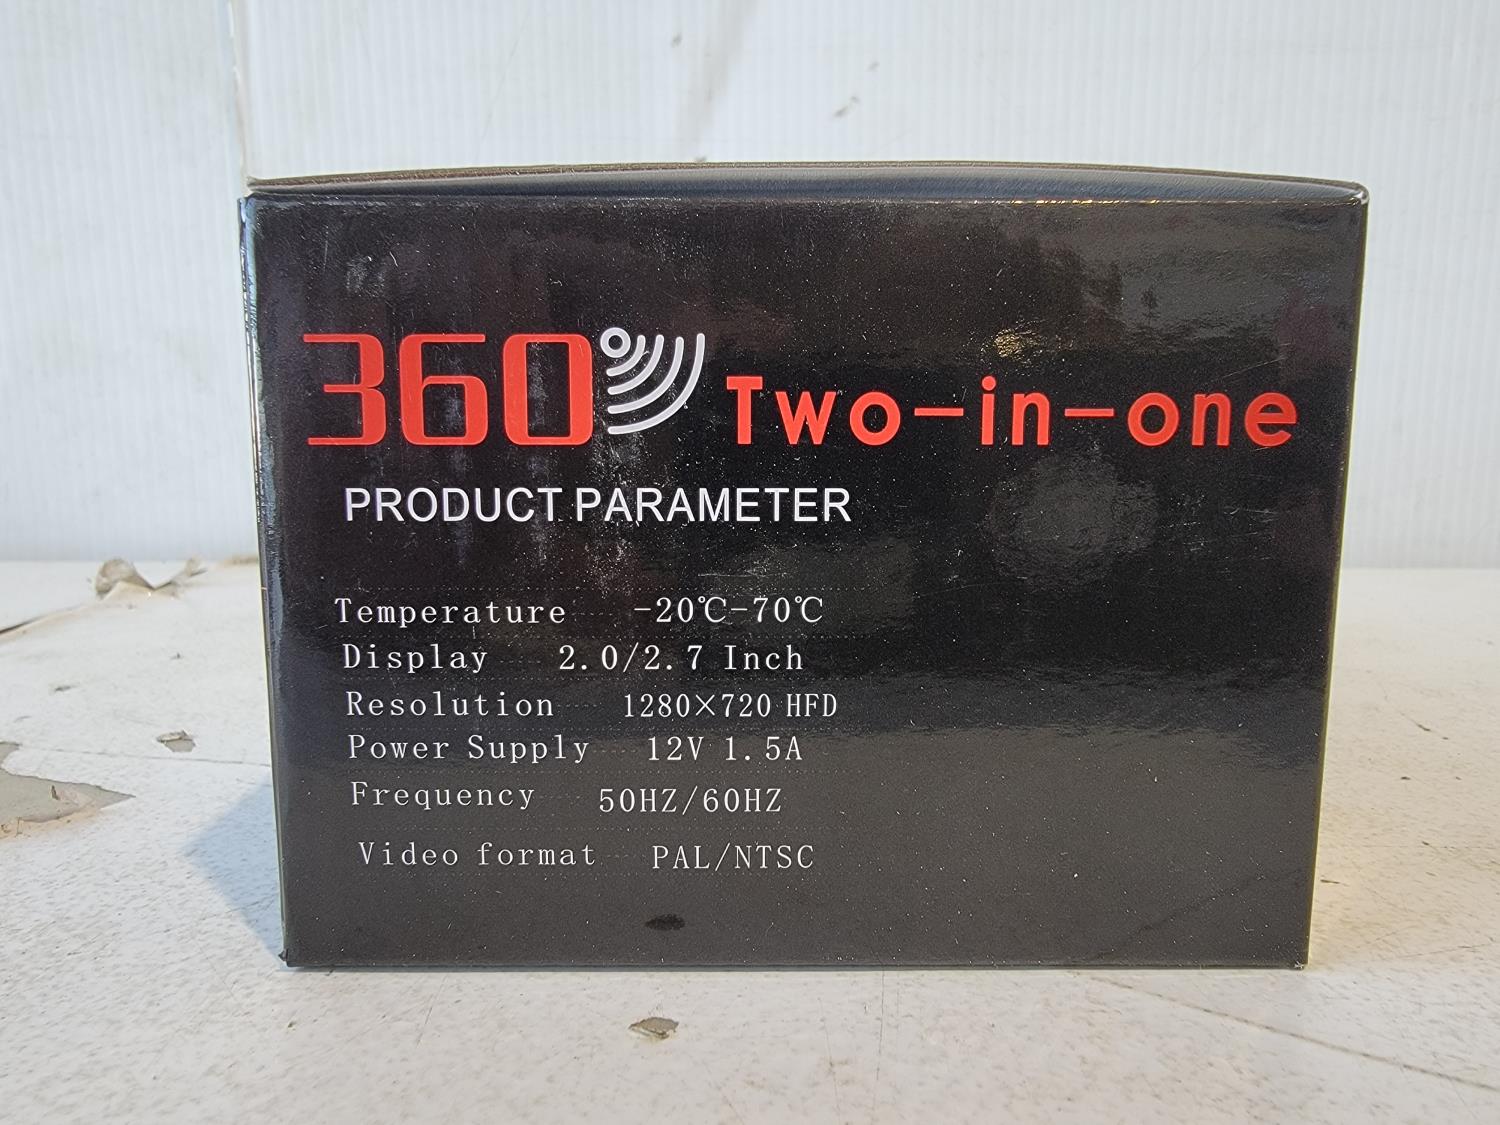 360 Two-in-one
PRODUCT PARAMETER
Temperature -20℃-70℃
Display 2.0/2.7 Inch
Resolution 1280×720 HFD
Power Supply 12V 1.5A
Frequency 50HZ/60HZ
Video format PAL/NTSC